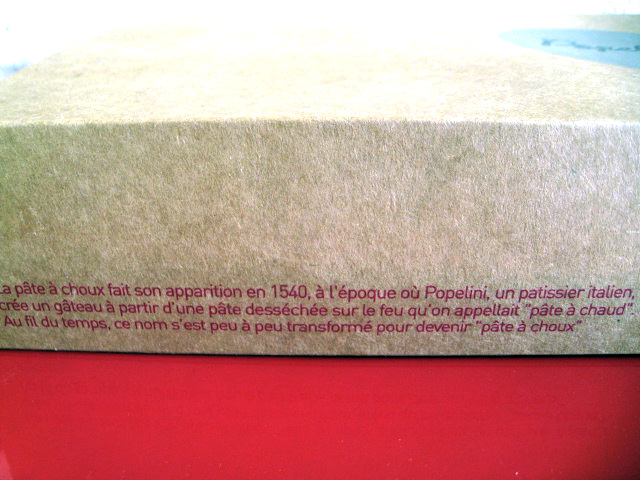 La pâte à choux fait son apparition en 1540, à l'époque où Popelini, un patissier italien,
crée un gâteau à partir d'une pâte desséchée sur le feu qu'on appellait "pâte à chaud".
Au fil du temps, ce nom s'est peu à peu transformé pour devenir "pâte à choux"